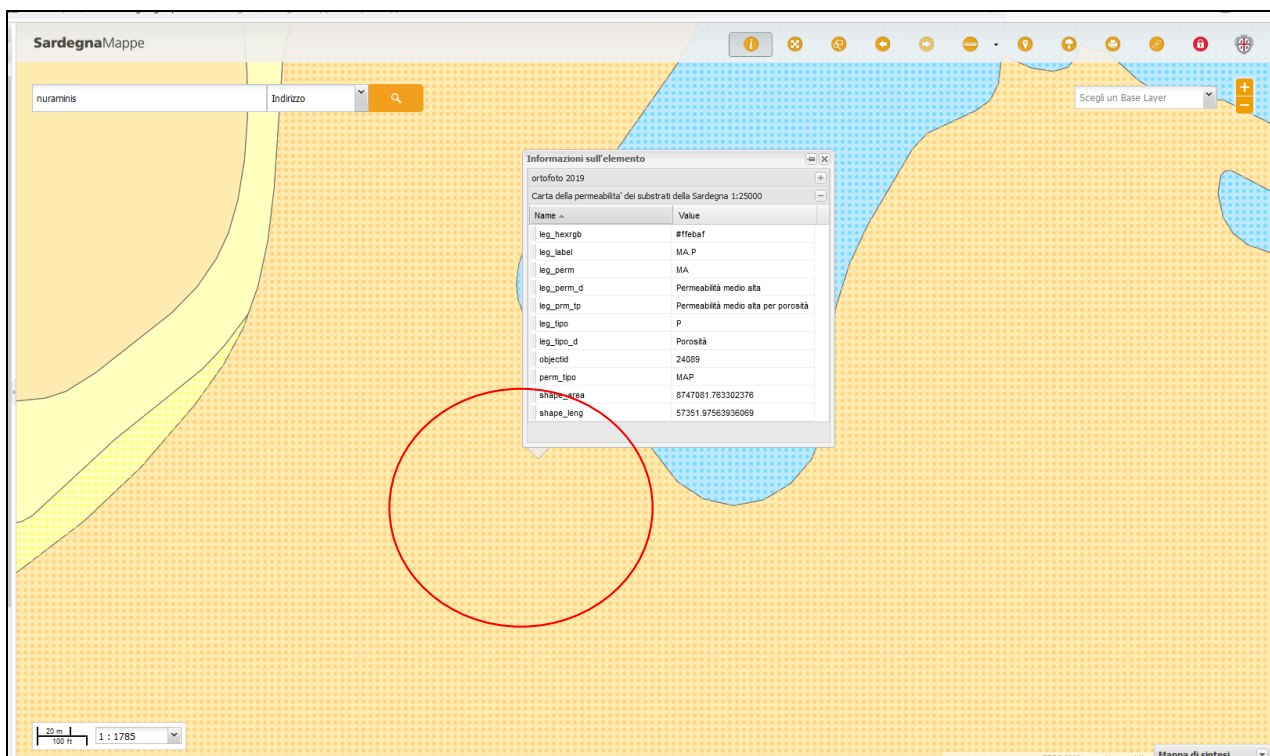 SardegnaMappe
nuraminis
Indirizzo
Scegli un Base Layer
+
−
Informazioni sull'elemento
ortofoto 2019
Carta della permeabilita' dei substrati della Sardegna 1:25000
Name Value
leg_hexrgb #ffebaf
leg_label MA.P
leg_perm MA
leg_perm_d Permeabilità medio alta
leg_prm_tp Permeabilità medio alta per porosità
leg_tipo P
leg_tipo_d Porosità
objectid 24089
perm_tipo MAP
shape_area 8747081.763302376
shape_leng 57351.97563936069
20 m
100 ft
1 : 1785
Mappa di sintesi